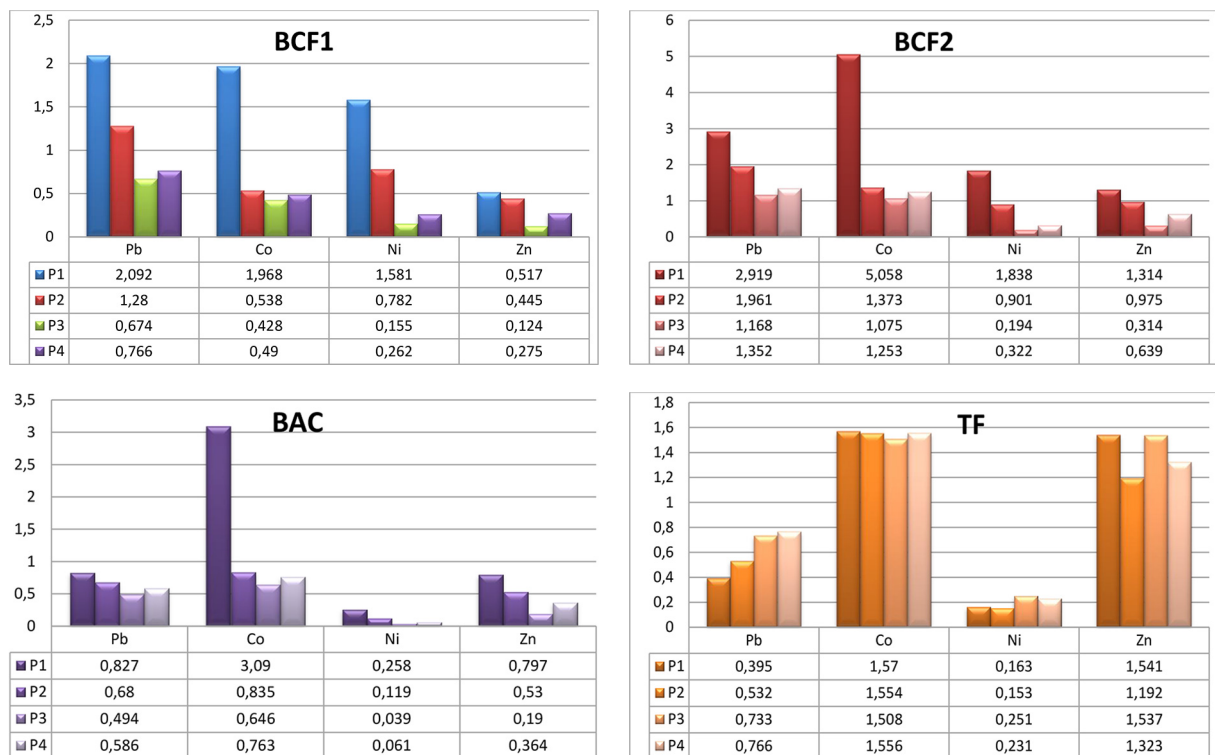 BCF1
2,5
2
1,5
1
0,5
0
Pb Co Ni Zn
P1 2,092 1,968 1,581 0,517
P2 1,28 0,538 0,782 0,445
P3 0,674 0,428 0,155 0,124
P4 0,766 0,49 0,262 0,275
BCF2
6
5
4
3
2
1
0
Pb Co Ni Zn
P1 2,919 5,058 1,838 1,314
P2 1,961 1,373 0,901 0,975
P3 1,168 1,075 0,194 0,314
P4 1,352 1,253 0,322 0,639
BAC
3,5
3
2,5
2
1,5
1
0,5
0
Pb Co Ni Zn
P1 0,827 3,09 0,258 0,797
P2 0,68 0,835 0,119 0,53
P3 0,494 0,646 0,039 0,19
P4 0,586 0,763 0,061 0,364
TF
1,8
1,6
1,4
1,2
1
0,8
0,6
0,4
0,2
0
Pb Co Ni Zn
P1 0,395 1,57 0,163 1,541
P2 0,532 1,554 0,153 1,192
P3 0,733 1,508 0,251 1,537
P4 0,766 1,556 0,231 1,323